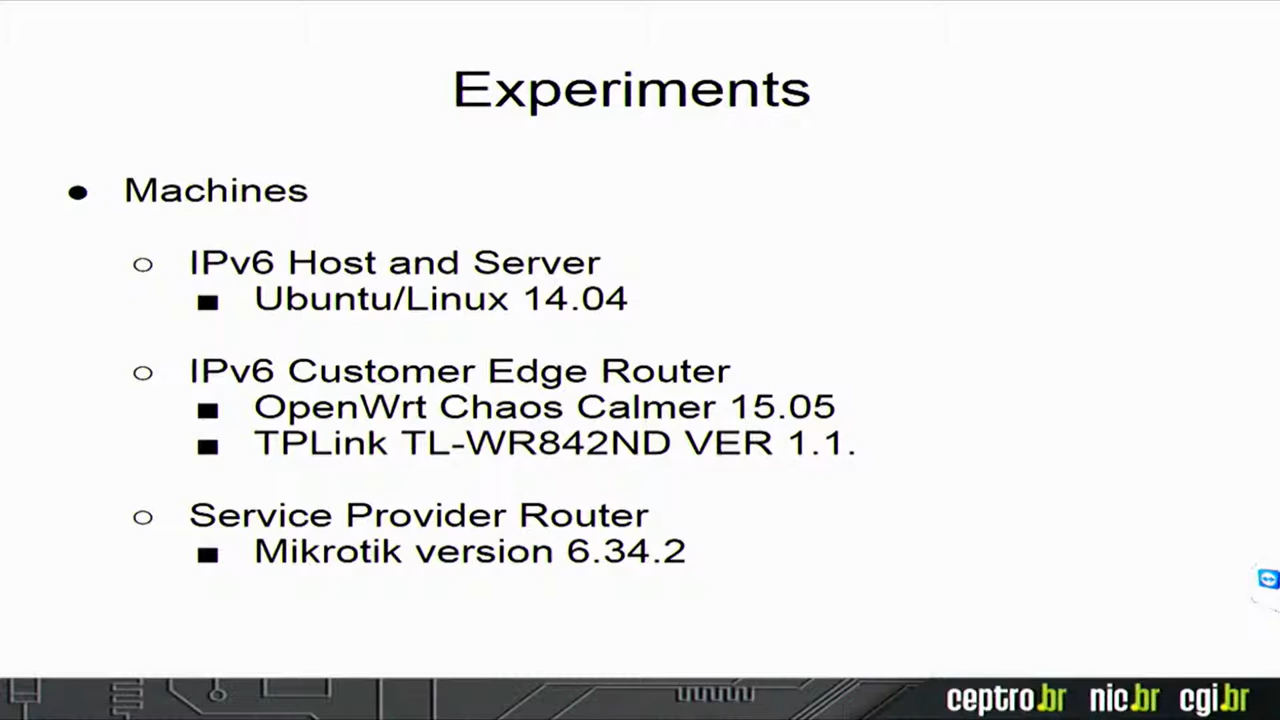 Experiments
● Machines
○ IPv6 Host and Server
■ Ubuntu/Linux 14.04
○ IPv6 Customer Edge Router
■ OpenWrt Chaos Calmer 15.05
■ TPLink TL-WR842ND VER 1.1.
○ Service Provider Router
■ Mikrotik version 6.34.2
ceptro.br nic.br cgi.br